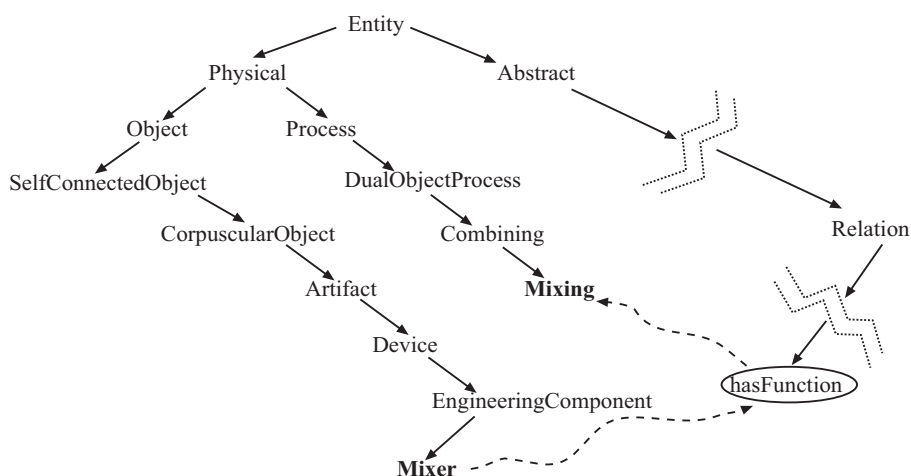 Entity
Physical
Abstract
Object
Process
SelfConnectedObject
DualObjectProcess
CorpuscularObject
Combining
Relation
Artifact
Mixing
Device
hasFunction
EngineeringComponent
Mixer